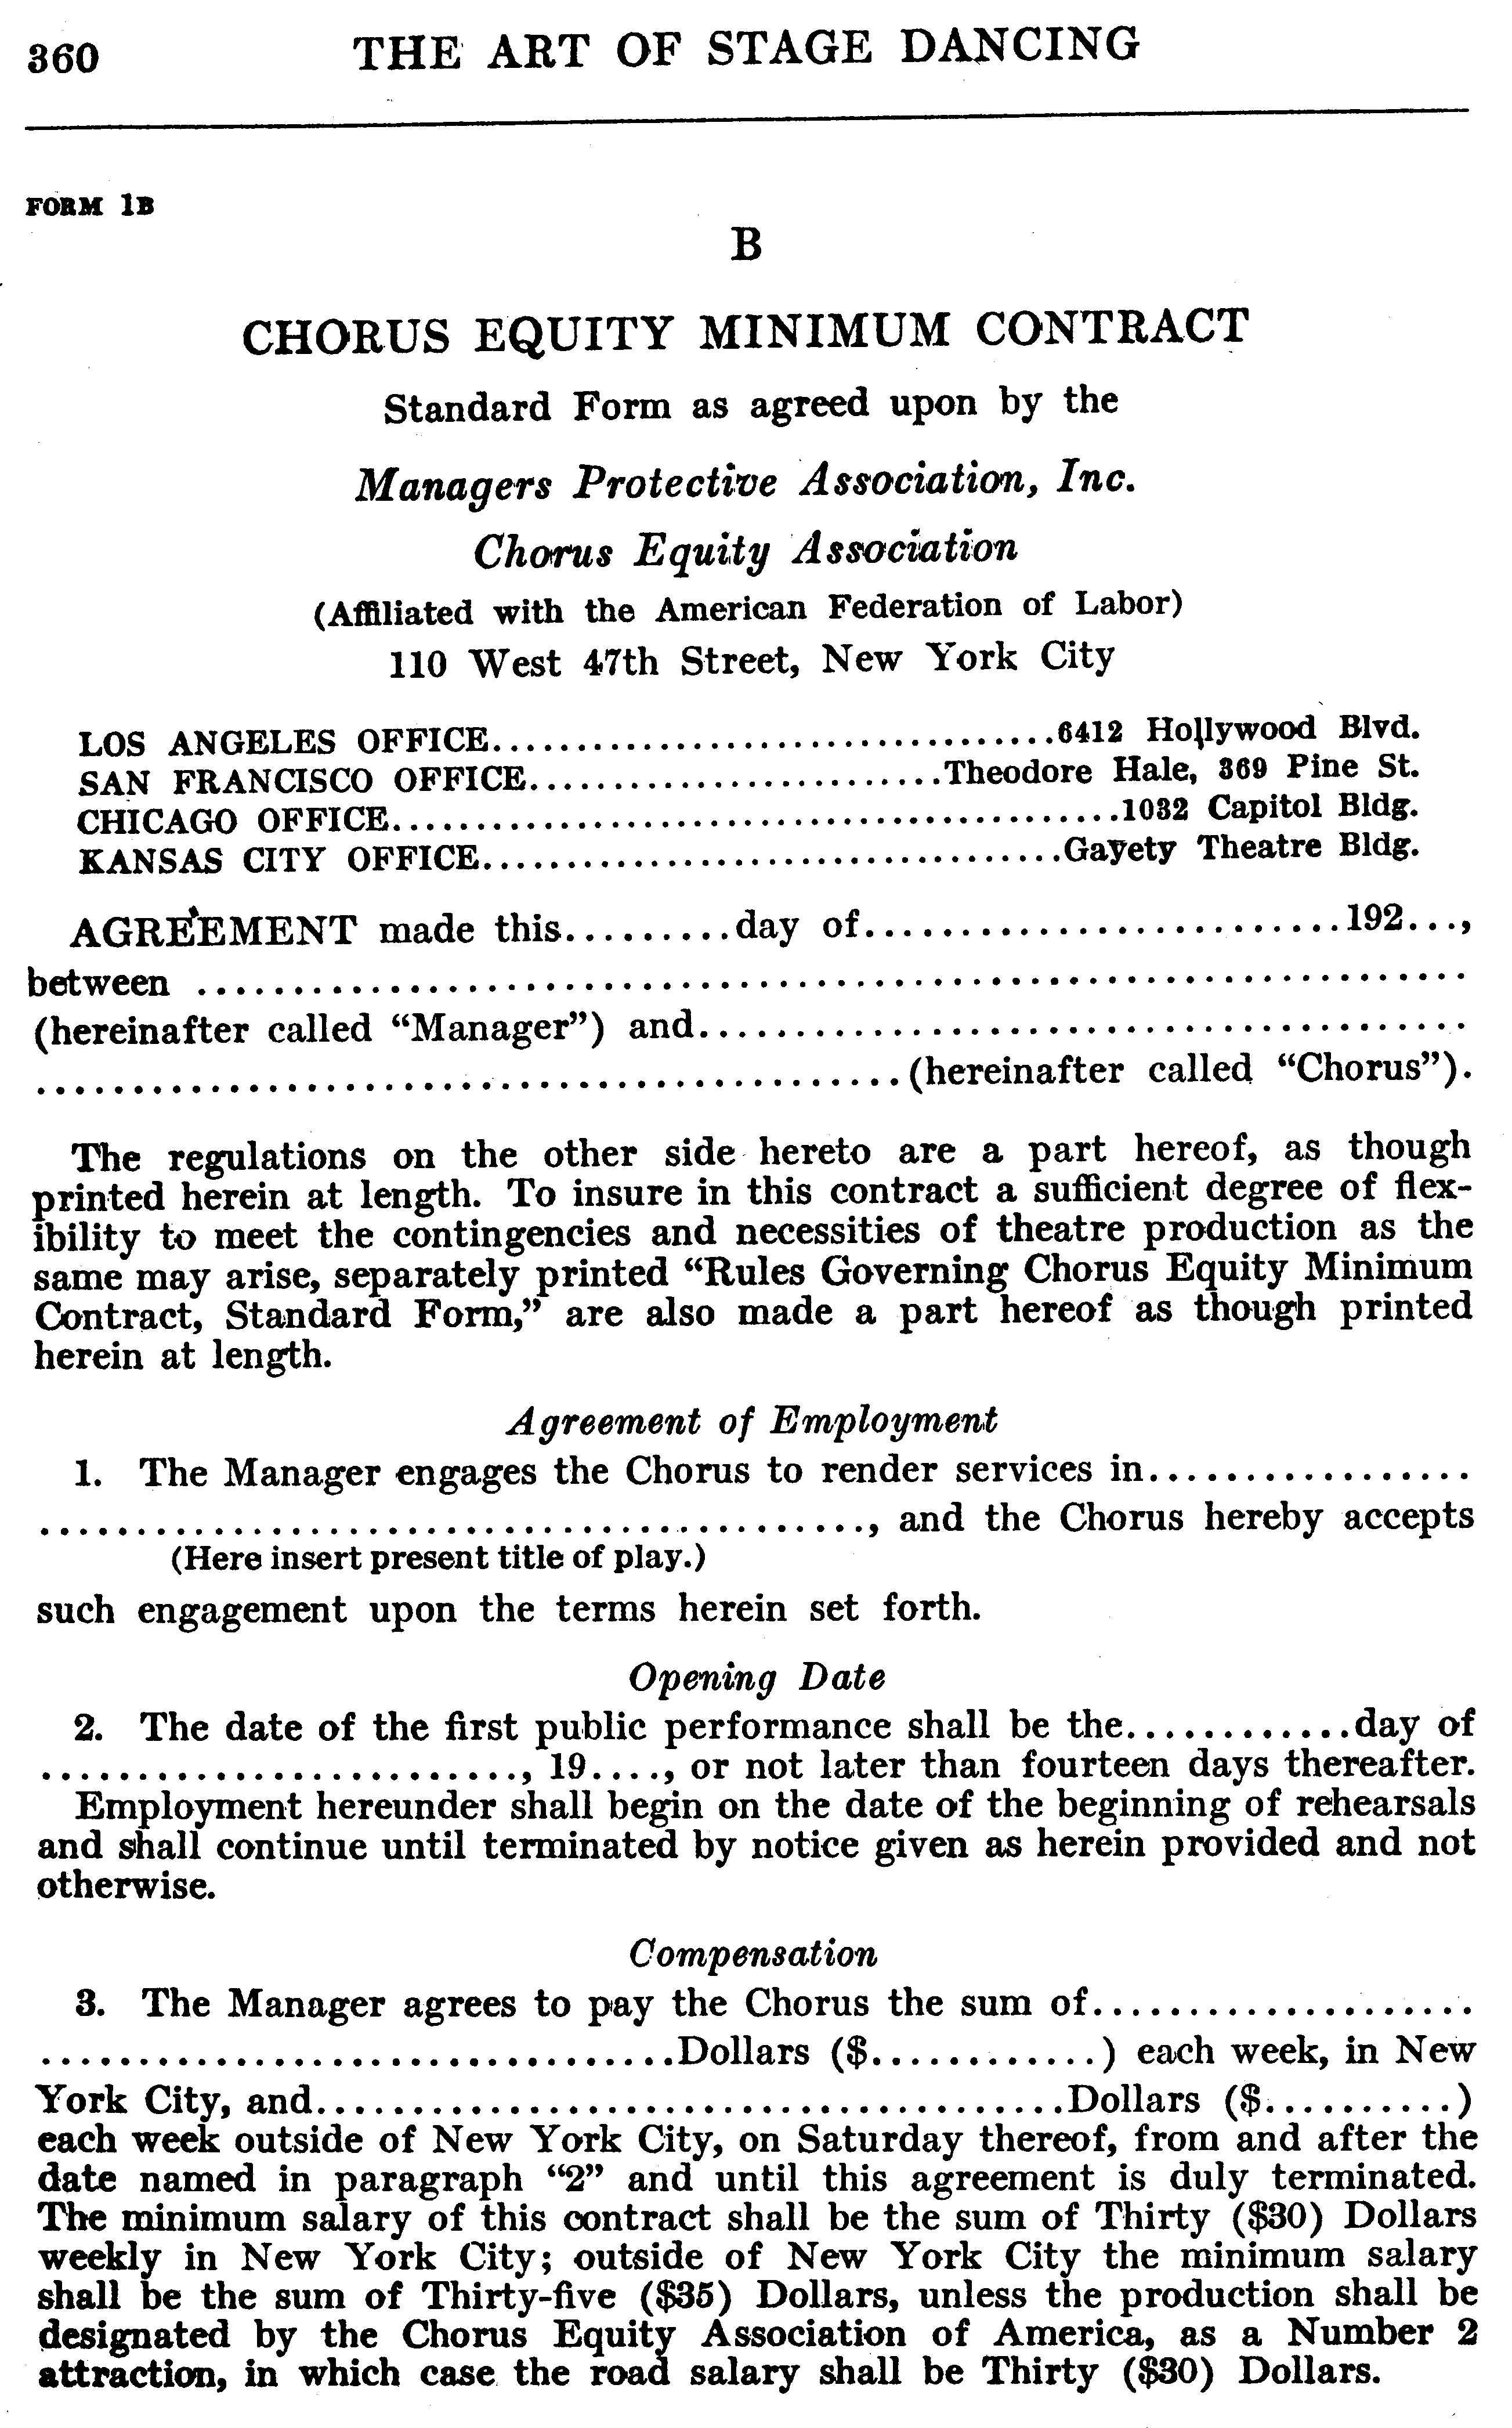 360 THE ART OF STAGE DANCING
FORM 1B
B
CHORUS EQUITY MINIMUM CONTRACT
Standard Form as agreed upon by the
Managers Protective Association, Inc.
Chorus Equity Association
(Affiliated with the American Federation of Labor)
110 West 47th Street, New York City
LOS ANGELES OFFICE..................................6412 Hollywood Blvd.
SAN FRANCISCO OFFICE.........................Theodore Hale, 369 Pine St.
CHICAGO OFFICE............................................1032 Capitol Bldg.
KANSAS CITY OFFICE...................................Gayety Theatre Bldg.
AGREEMENT made this.........day of.........................192...,
between ...................................................................
(hereinafter called “Manager”) and........................................
.............................................(hereinafter called “Chorus”).
The regulations on the other side hereto are a part hereof, as though
printed herein at length. To insure in this contract a sufficient degree of flex-
ibility to meet the contingencies and necessities of theatre production as the
same may arise, separately printed “Rules Governing Chorus Equity Minimum
Contract, Standard Form,” are also made a part hereof as though printed
herein at length.
Agreement of Employment
1. The Manager engages the Chorus to render services in.................
..........................................., and the Chorus hereby accepts
(Here insert present title of play.)
such engagement upon the terms herein set forth.
Opening Date
2. The date of the first public performance shall be the............day of
........................., 19...., or not later than fourteen days thereafter.
Employment hereunder shall begin on the date of the beginning of rehearsals
and shall continue until terminated by notice given as herein provided and not
otherwise.
Compensation
3. The Manager agrees to pay the Chorus the sum of....................
.................................Dollars ($............) each week, in New
York City, and.......................................Dollars ($..........)
each week outside of New York City, on Saturday thereof, from and after the
date named in paragraph “2” and until this agreement is duly terminated.
The minimum salary of this contract shall be the sum of Thirty ($30) Dollars
weekly in New York City; outside of New York City the minimum salary
shall be the sum of Thirty-five ($35) Dollars, unless the production shall be
designated by the Chorus Equity Association of America, as a Number 2
attraction, in which case the road salary shall be Thirty ($30) Dollars.